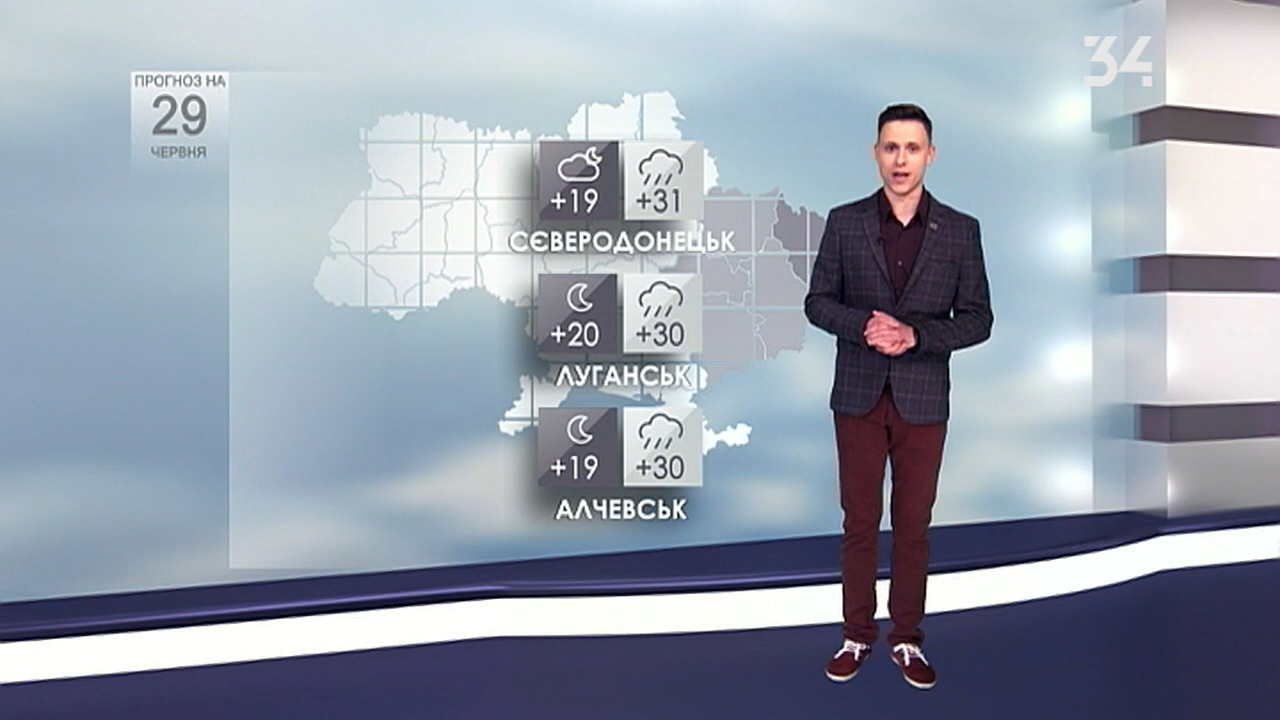 ПРОГНОЗ НА
29
ЧЕРВНЯ
34
+19 +31
СЄВЕРОДОНЕЦЬК
+20 +30
ЛУГАНСЬК
+19 +30
АЛЧЕВСЬК